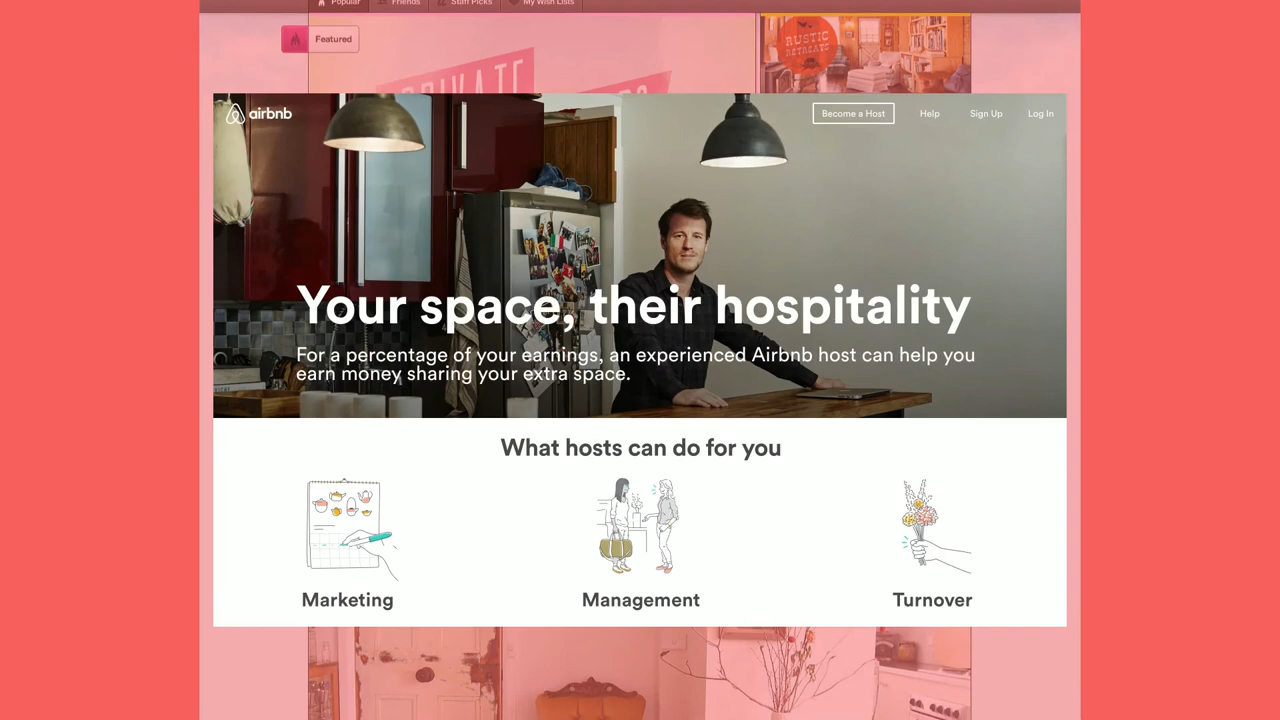 Popular Friends Staff Picks My Wish Lists
Featured
PRIVATE
RUSTIC
RETREATS
airbnb
Become a Host Help Sign Up Log In
Your space, their hospitality
For a percentage of your earnings, an experienced Airbnb host can help you
earn money sharing your extra space.
What hosts can do for you
Marketing Management Turnover